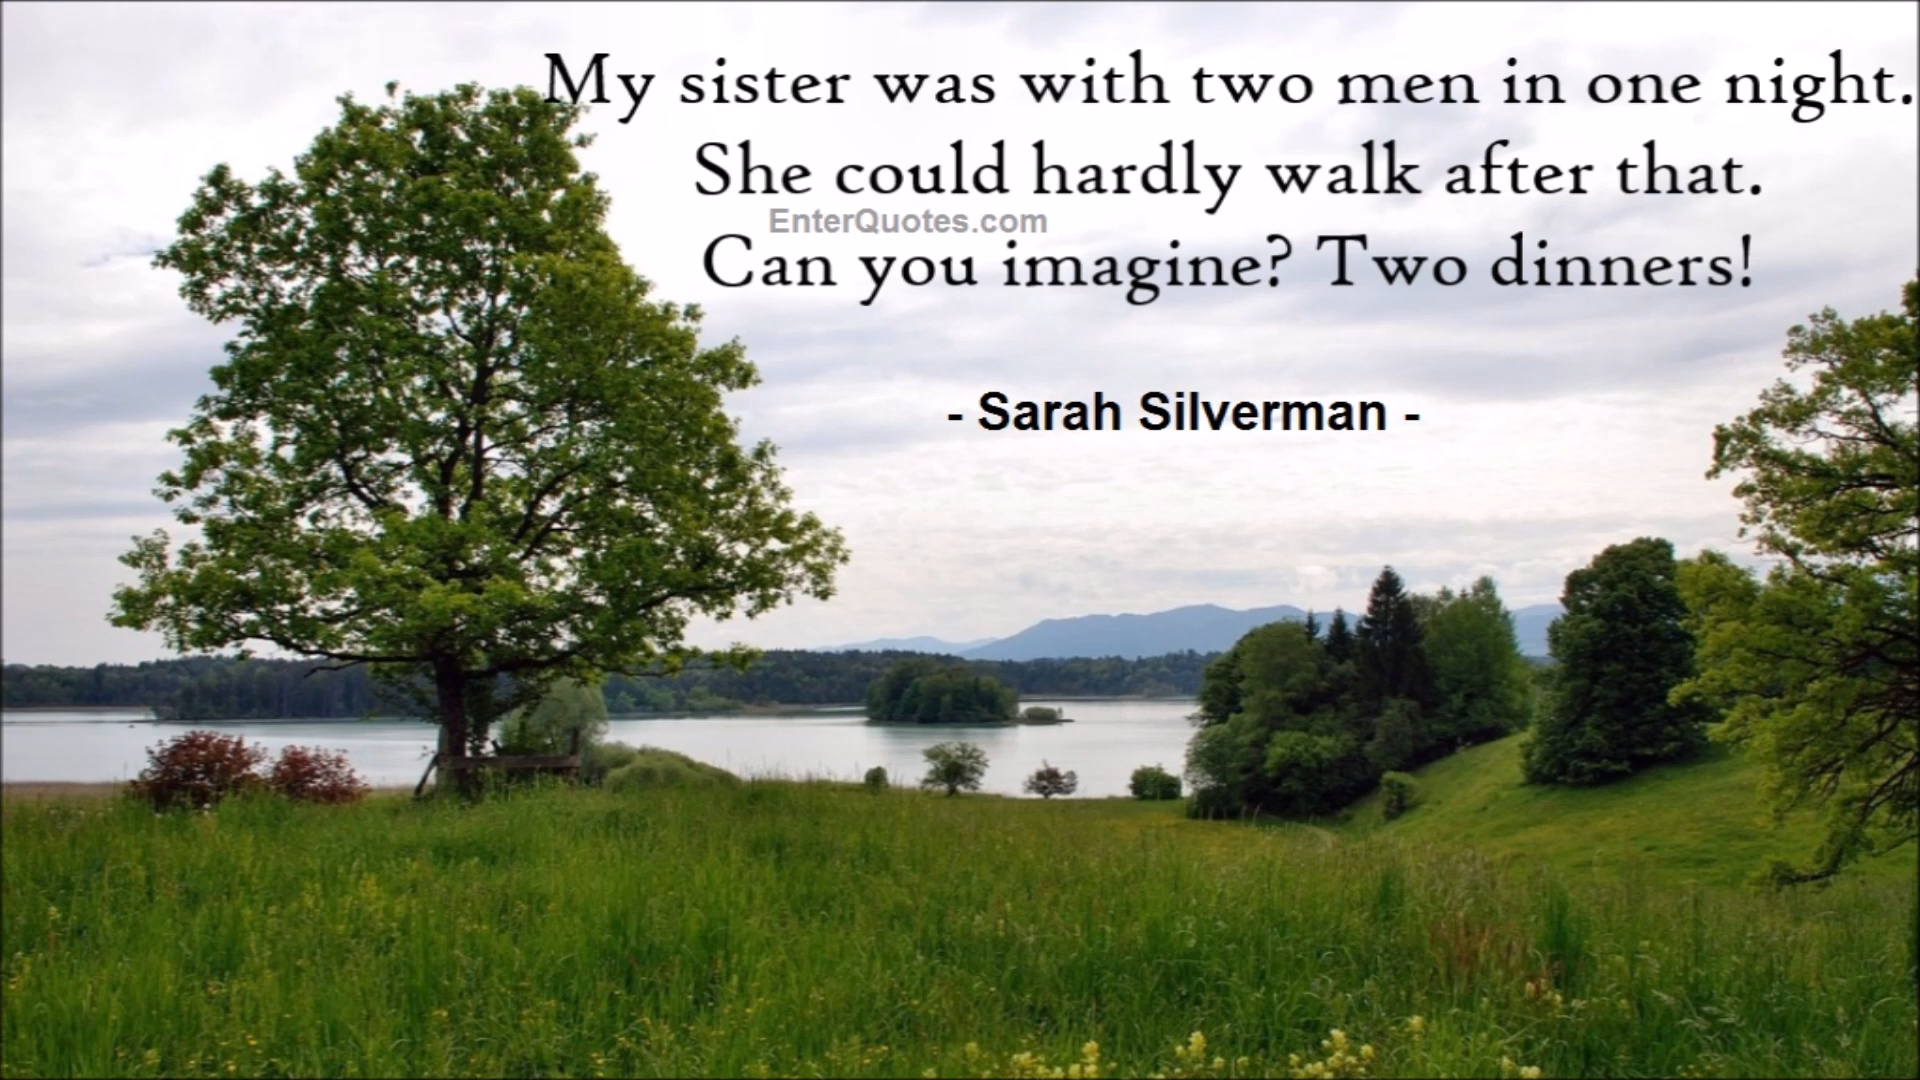 My sister was with two men in one night.
She could hardly walk after that.
EnterQuotes.com
Can you imagine? Two dinners!
- Sarah Silverman -